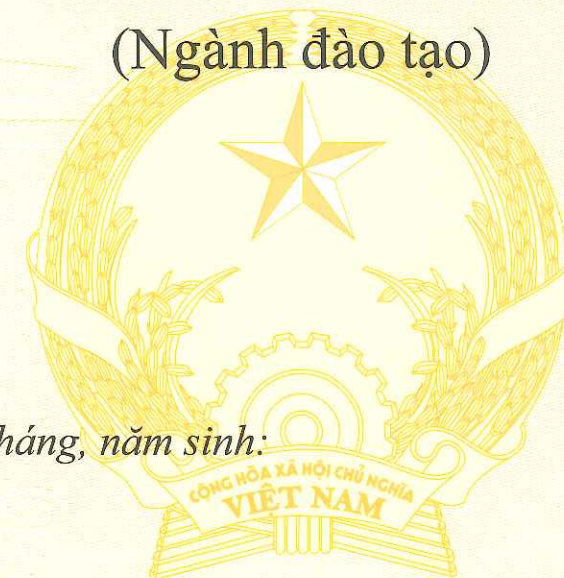 (Ngành đào tạo)
háng, năm sinh:
CỘNG HÒA XÃ HỘI CHỦ NGHĨA
VIỆT NAM